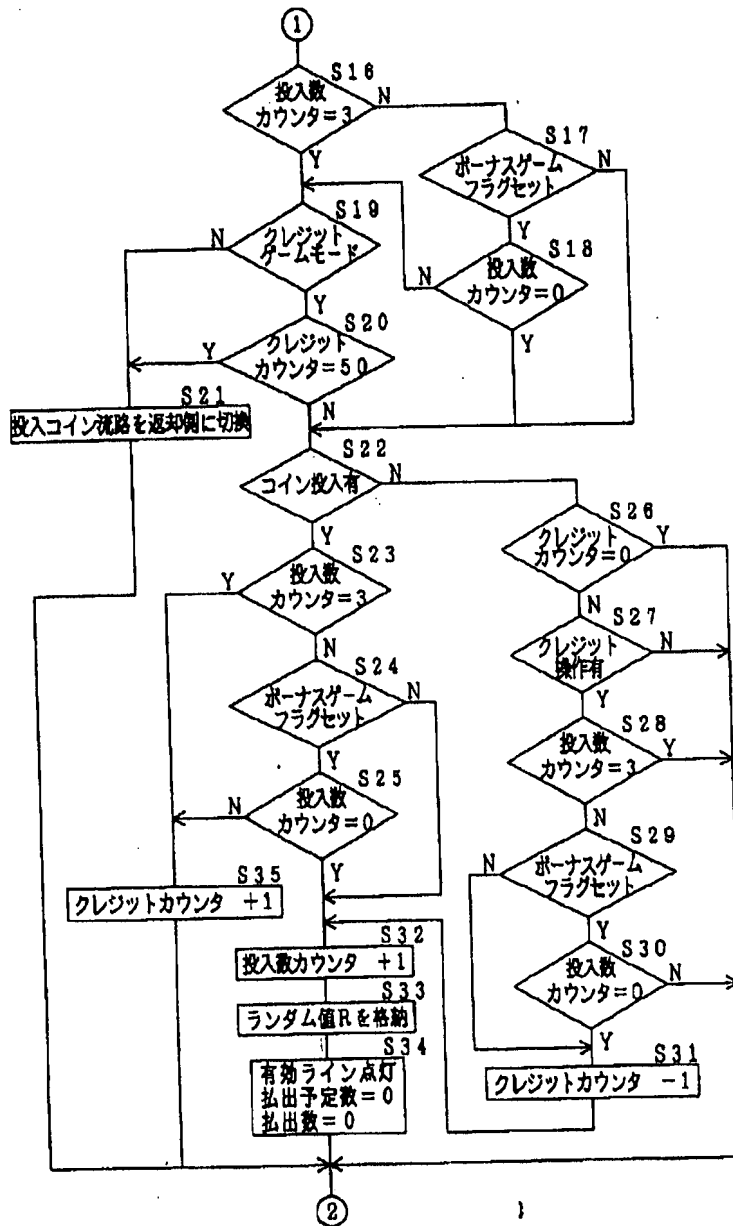 1
S16
投入数
カウンタ=3
N
Y
S17
ボーナスゲーム
フラグセット
N
Y
S18
投入数
カウンタ=0
N
Y
S19
クレジット
ゲームモード
N
Y
S20
クレジット
カウンタ=50
Y
N
S21
投入コイン流路を返却側に切換
S22
コイン投入有
N
Y
S23
投入数
カウンタ=3
Y
N
S24
ボーナスゲーム
フラグセット
N
Y
S25
投入数
カウンタ=0
N
Y
S26
クレジット
カウンタ=0
Y
N
S27
クレジット
操作有
N
Y
S28
投入数
カウンタ=3
Y
N
S29
ボーナスゲーム
フラグセット
N
Y
S30
投入数
カウンタ=0
N
Y
S31
クレジットカウンタ -1
S35
クレジットカウンタ +1
S32
投入数カウンタ +1
S33
ランダム値Rを格納
S34
有効ライン点灯
払出予定数=0
払出数=0
2